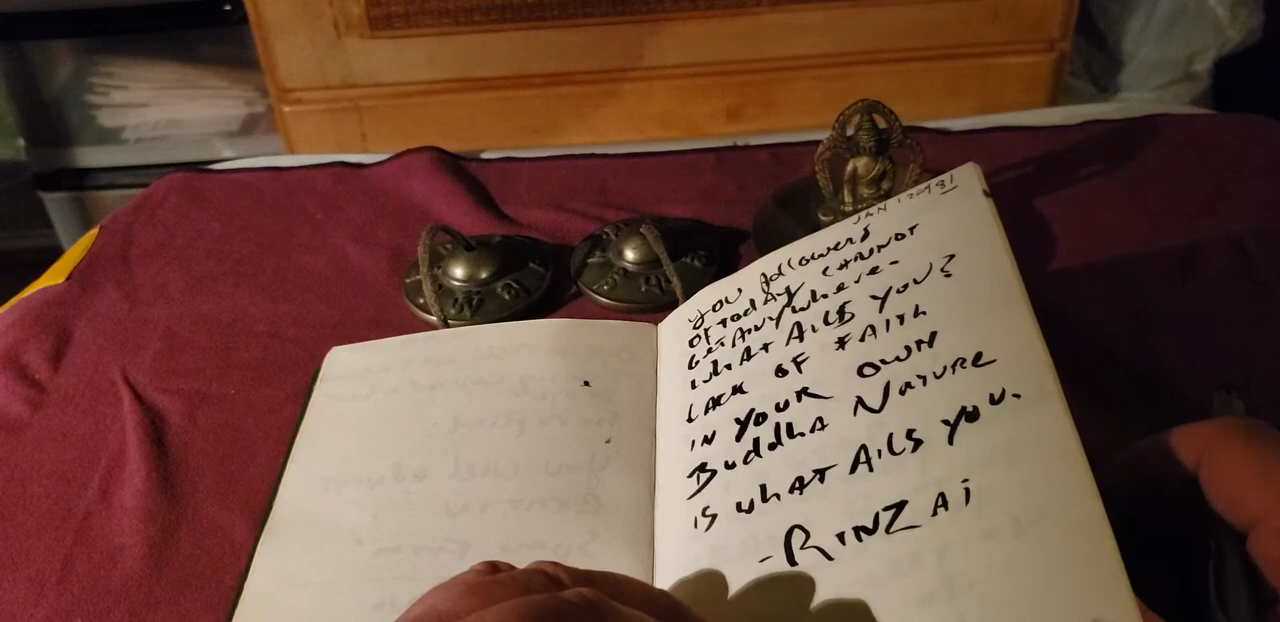 JAN 1981
you followers
OF TODAY CANNOT
GET ANYWHERE-
WHAT AILS YOU?
LACK OF FAITH
IN YOUR OWN
BuddhA NATURE
IS WHAT AILS YOU.
-RINZAi